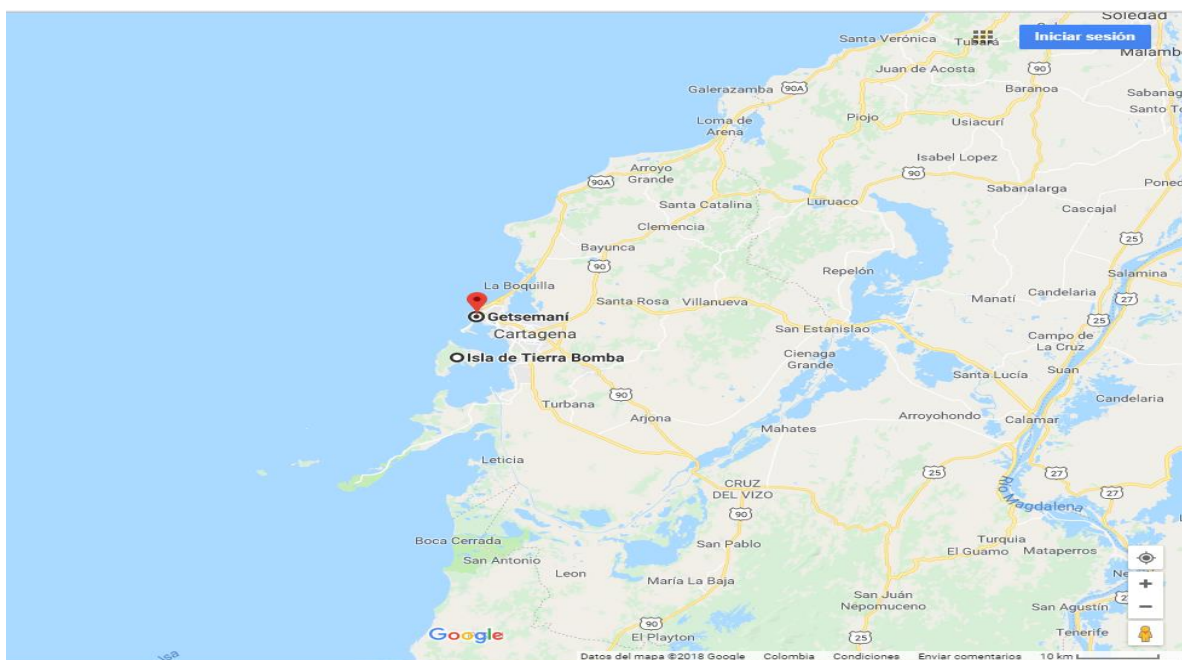 Soledad
Santa Verónica
Tubará
Iniciar sesión
Malambo
Juan de Acosta
90
Galerazamba
90A
Baranoa
Piojo
Usiacurí
Loma de
Arena
Isabel Lopez
90
Arroyo
Grande
90A
Sabanalarga
Santa Catalina
Luruaco
Cascajal
Clemencia
25
Bayunca
90
Repelón
Salamina
La Boquilla
Candelaria
27
Manatí
Santa Rosa
Villanueva
Getsemaní
25
Cartagena
San Estanislao
Campo de
La Cruz
Isla de Tierra Bomba
Cienaga
Grande
Santa Lucía
Suan
90
Candelaria
Turbana
Arjona
Arroyohondo
Calamar
Mahates
Leticia
25
27
CRUZ
DEL VIZO
Río Magdalena
27
90
Boca Cerrada
San Pablo
Turquia
El Guamo
Mataperros
San Antonio
Leon
María La Baja
San Juán
Nepomuceno
San Agustín
90
Google
El Playton
25
Tenerife
Datos del mapa ©2018 Google Colombia Condiciones Enviar comentarios 10 km